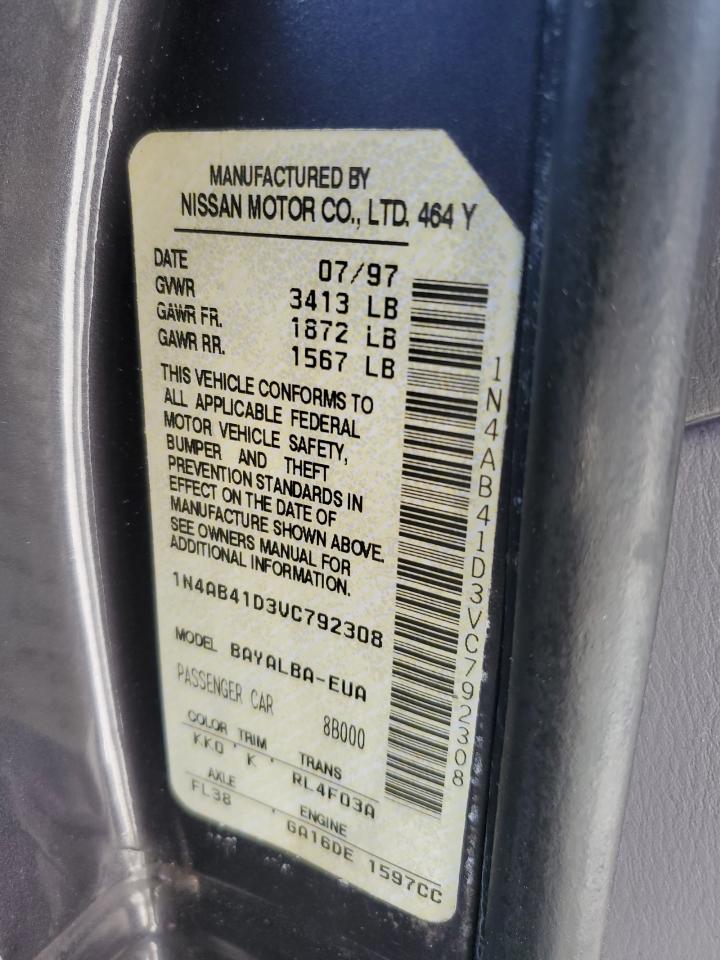 MANUFACTURED BY
NISSAN MOTOR CO., LTD. 464 Y
DATE 07/97
GVWR 3413 LB
GAWR FR. 1872 LB
GAWR RR. 1567 LB
THIS VEHICLE CONFORMS TO
ALL APPLICABLE FEDERAL
MOTOR VEHICLE SAFETY,
BUMPER AND THEFT
PREVENTION STANDARDS IN
EFFECT ON THE DATE OF
MANUFACTURE SHOWN ABOVE.
SEE OWNERS MANUAL FOR
ADDITIONAL INFORMATION.
1N4AB41D3VC792308
MODEL BAYALBA-EUA
PASSENGER CAR 8B000
COLOR TRIM TRANS
KK0 ' K ' RL4F03A
AXLE ENGINE
FL38 ' GA16DE 1597CC
1N4AB41D3VC792308